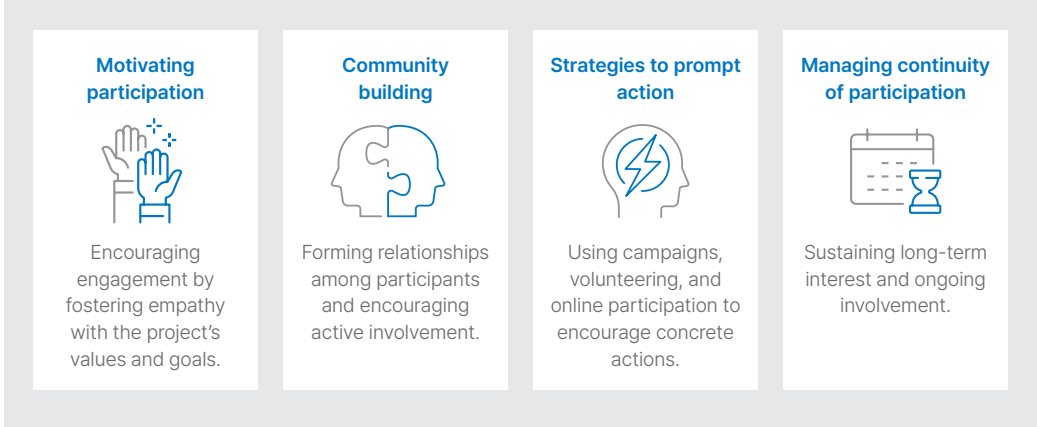 Motivating
participation
Encouraging
engagement by
fostering empathy
with the project’s
values and goals.
Community
building
Forming relationships
among participants
and encouraging
active involvement.
Strategies to prompt
action
Using campaigns,
volunteering, and
online participation to
encourage concrete
actions.
Managing continuity
of participation
Sustaining long-term
interest and ongoing
involvement.